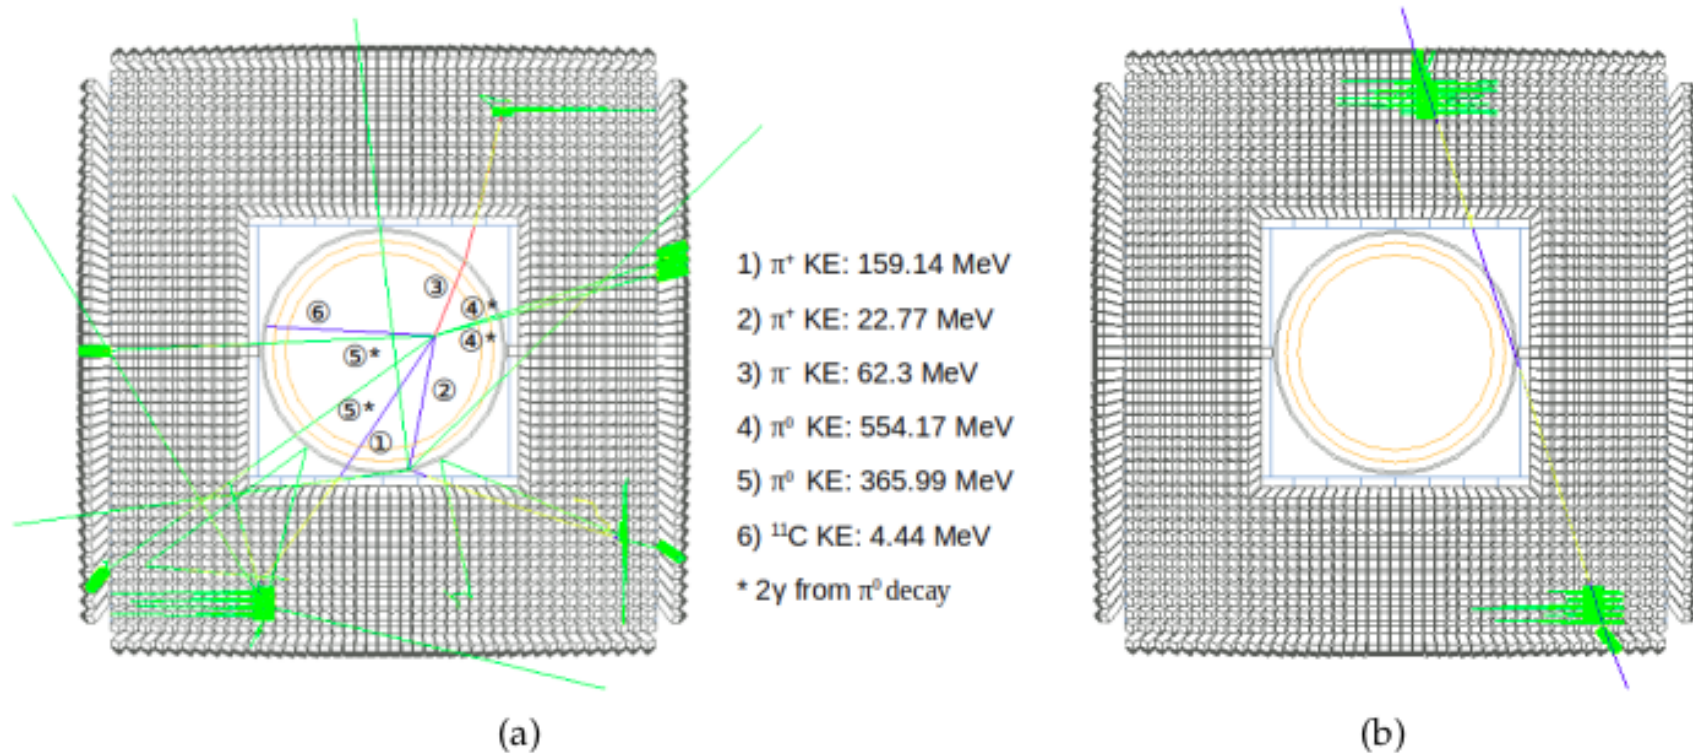 ⑥
③
④*
④*
⑤*
②
⑤*
①
1) π⁺ KE: 159.14 MeV
2) π⁺ KE: 22.77 MeV
3) π⁻ KE: 62.3 MeV
4) π⁰ KE: 554.17 MeV
5) π⁰ KE: 365.99 MeV
6) ¹¹C KE: 4.44 MeV
* 2γ from π⁰ decay
(a)
(b)